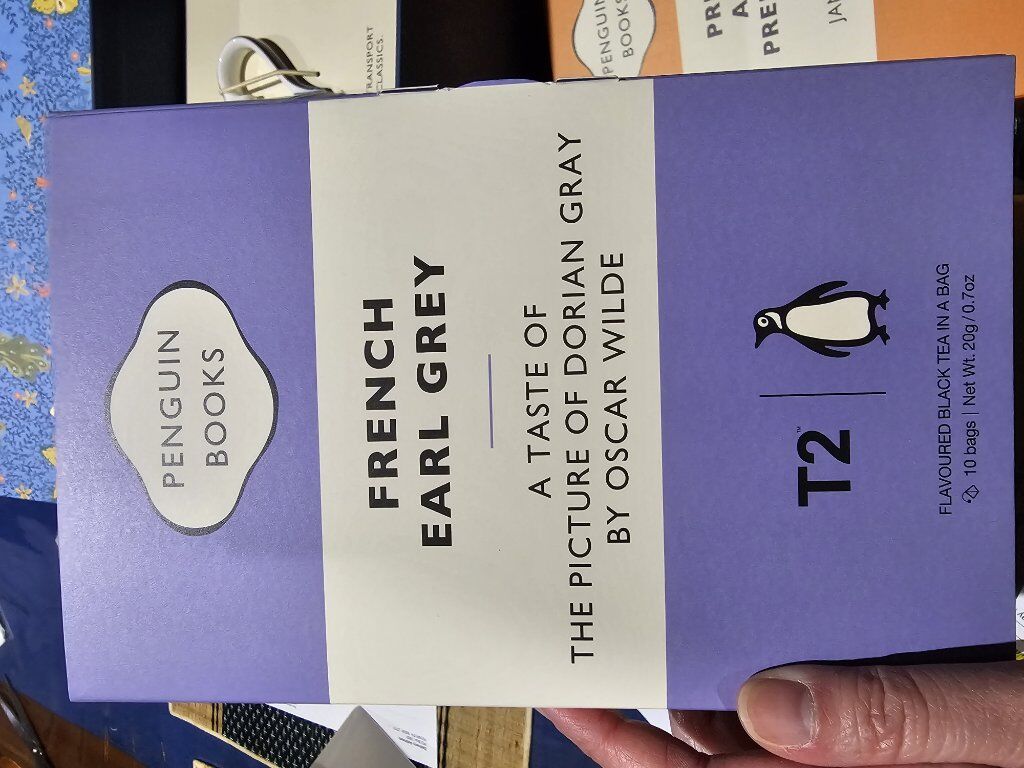 PENGUIN
BOOKS
FRENCH
EARL GREY
A TASTE OF
THE PICTURE OF DORIAN GRAY
BY OSCAR WILDE
T2™
FLAVOURED BLACK TEA IN A BAG
10 bags | Net Wt. 20g / 0.7oz
TRANSPORT
CLASSICS.
PENGUIN
BOOKS